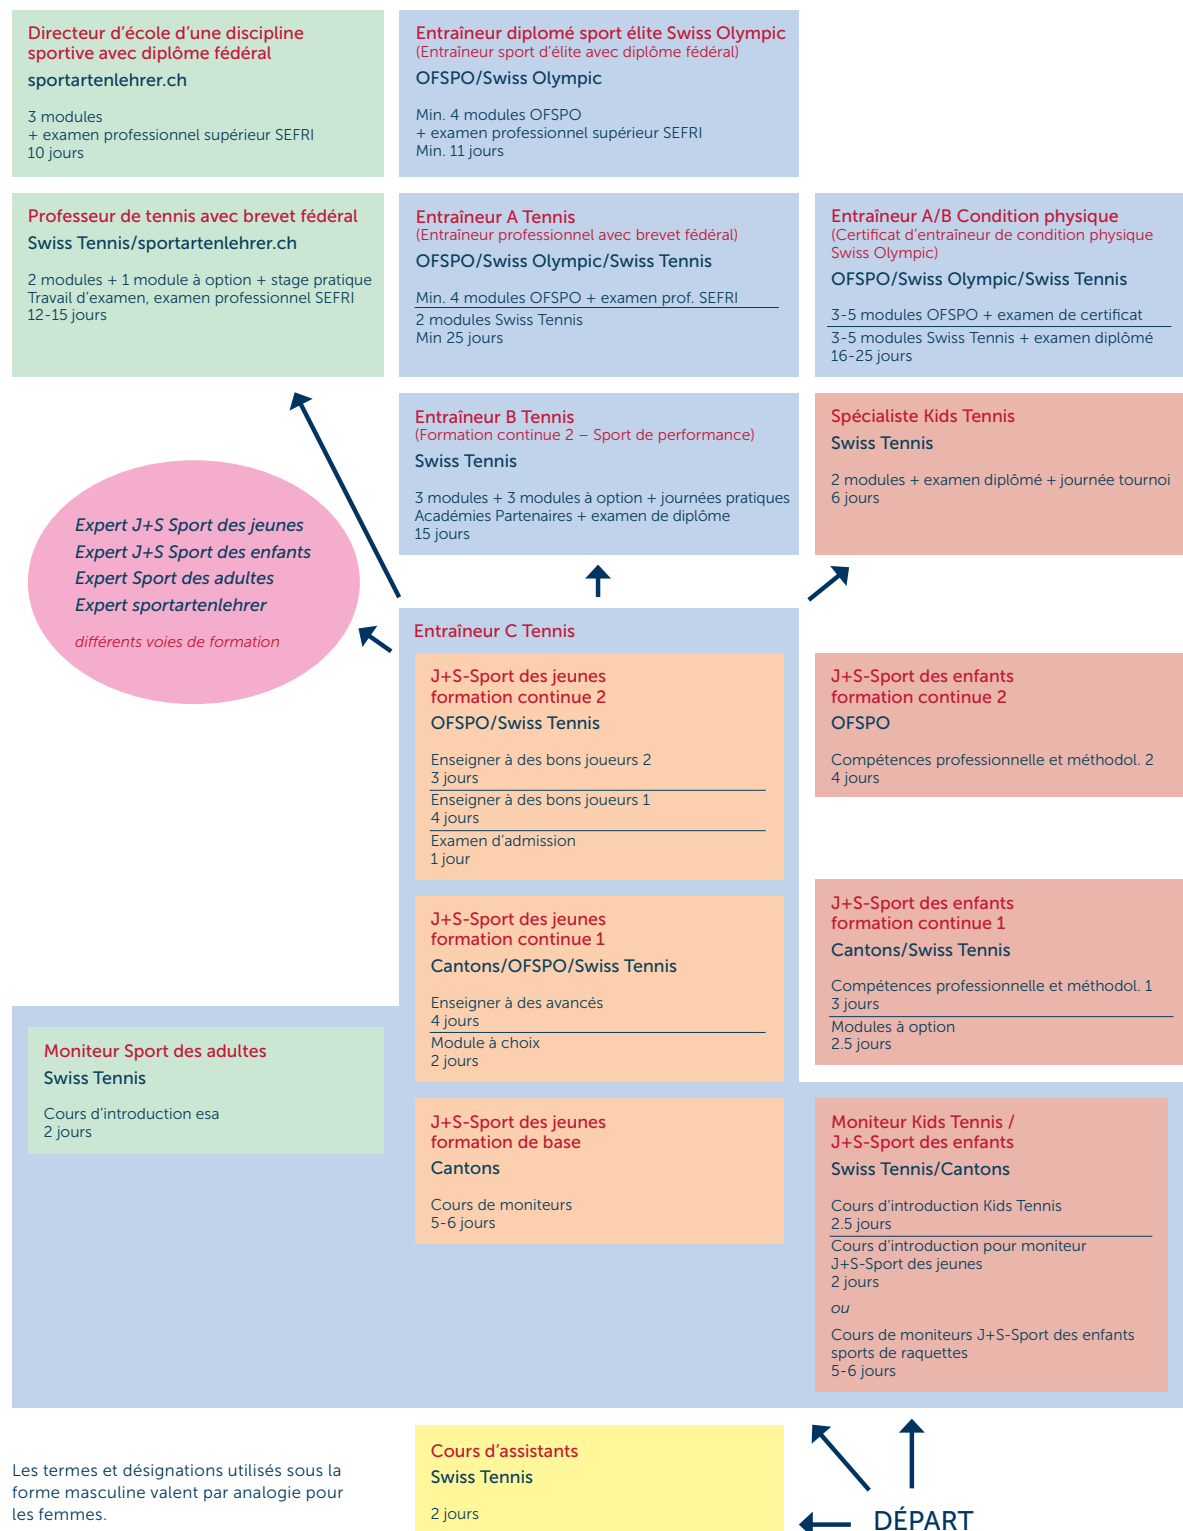 Directeur d'école d'une discipline
sportive avec diplôme fédéral
sportartenlehrer.ch
3 modules
+ examen professionnel supérieur SEFRI
10 jours
Entraîneur diplomé sport élite Swiss Olympic
(Entraîneur sport d'élite avec diplôme fédéral)
OFSPO/Swiss Olympic
Min. 4 modules OFSPO
+ examen professionnel supérieur SEFRI
Min. 11 jours
Professeur de tennis avec brevet fédéral
Swiss Tennis/sportartenlehrer.ch
2 modules + 1 module à option + stage pratique
Travail d'examen, examen professionnel SEFRI
12-15 jours
Entraîneur A Tennis
(Entraîneur professionnel avec brevet fédéral)
OFSPO/Swiss Olympic/Swiss Tennis
Min. 4 modules OFSPO + examen prof. SEFRI
2 modules Swiss Tennis
Min 25 jours
Entraîneur A/B Condition physique
(Certificat d'entraîneur de condition physique
Swiss Olympic)
OFSPO/Swiss Olympic/Swiss Tennis
3-5 modules OFSPO + examen de certificat
3-5 modules Swiss Tennis + examen diplômé
16-25 jours
Entraîneur B Tennis
(Formation continue 2 – Sport de performance)
Swiss Tennis
3 modules + 3 modules à option + journées pratiques
Académies Partenaires + examen de diplôme
15 jours
Spécialiste Kids Tennis
Swiss Tennis
2 modules + examen diplômé + journée tournoi
6 jours
Expert J+S Sport des jeunes
Expert J+S Sport des enfants
Expert Sport des adultes
Expert sportartenlehrer
différents voies de formation
Entraîneur C Tennis
J+S-Sport des jeunes
formation continue 2
OFSPO/Swiss Tennis
Enseigner à des bons joueurs 2
3 jours
Enseigner à des bons joueurs 1
4 jours
Examen d'admission
1 jour
J+S-Sport des enfants
formation continue 2
OFSPO
Compétences professionnelle et méthodol. 2
4 jours
J+S-Sport des jeunes
formation continue 1
Cantons/OFSPO/Swiss Tennis
Enseigner à des avancés
4 jours
Module à choix
2 jours
J+S-Sport des enfants
formation continue 1
Cantons/Swiss Tennis
Compétences professionnelle et méthodol. 1
3 jours
Modules à option
2.5 jours
Moniteur Sport des adultes
Swiss Tennis
Cours d'introduction esa
2 jours
J+S-Sport des jeunes
formation de base
Cantons
Cours de moniteurs
5-6 jours
Moniteur Kids Tennis /
J+S-Sport des enfants
Swiss Tennis/Cantons
Cours d'introduction Kids Tennis
2.5 jours
Cours d'introduction pour moniteur
J+S-Sport des jeunes
2 jours
ou
Cours de moniteurs J+S-Sport des enfants
sports de raquettes
5-6 jours
Les termes et désignations utilisés sous la
forme masculine valent par analogie pour
les femmes.
Cours d'assistants
Swiss Tennis
2 jours
DÉPART